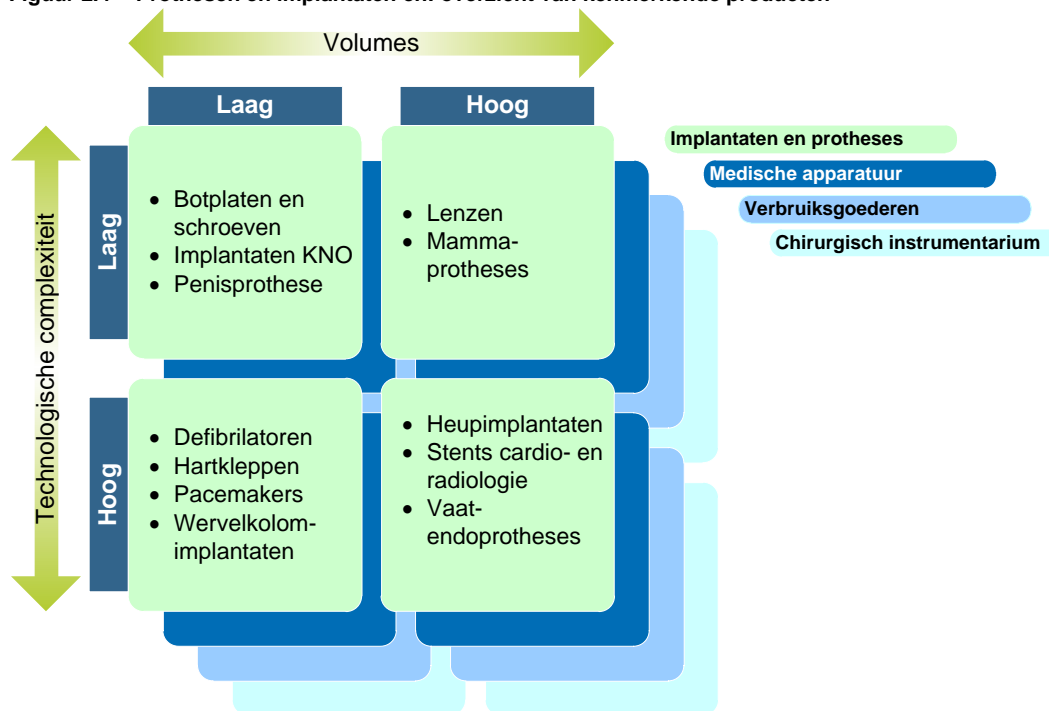 Volumes
Laag
Hoog
Implantaten en protheses
Medische apparatuur
Verbruiksgoederen
Chirurgisch instrumentarium
Technologische complexiteit
Laag
• Botplaten en
schroeven
• Implantaten KNO
• Penisprothese
• Lenzen
• Mamma-
protheses
Hoog
• Defibrilatoren
• Hartkleppen
• Pacemakers
• Wervelkolom-
implantaten
• Heupimplantaten
• Stents cardio- en
radiologie
• Vaat-
endoprotheses